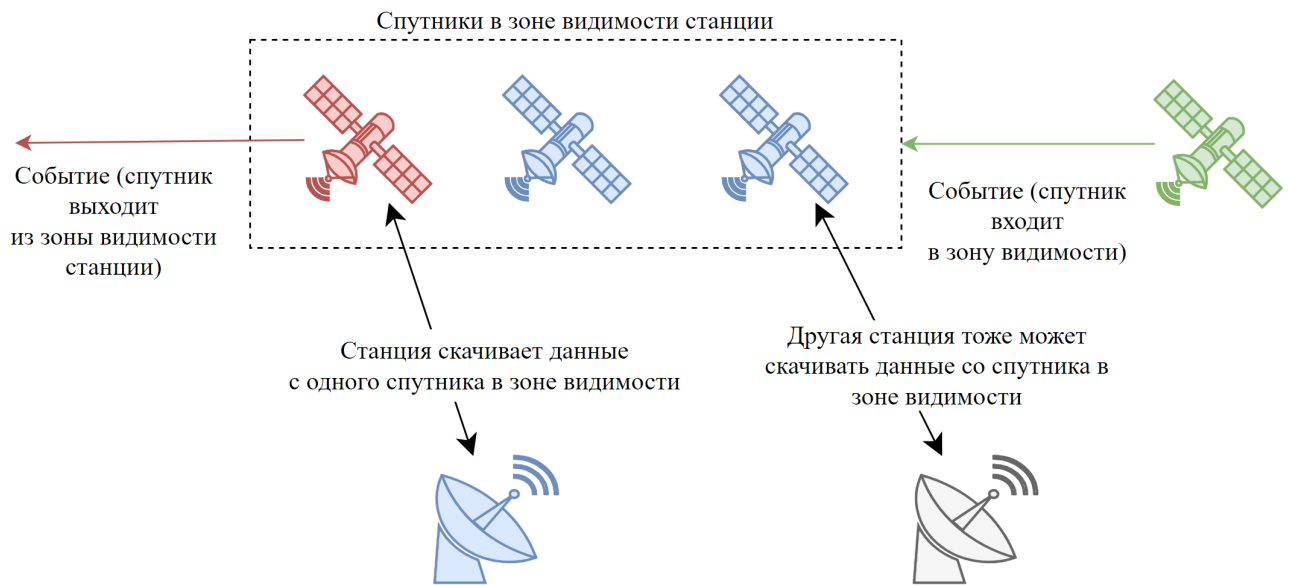 Спутники в зоне видимости станции
Событие (спутник
выходит
из зоны видимости
станции)
Событие (спутник
входит
в зону видимости)
Станция скачивает данные
с одного спутника в зоне видимости
Другая станция тоже может
скачивать данные со спутника в
зоне видимости